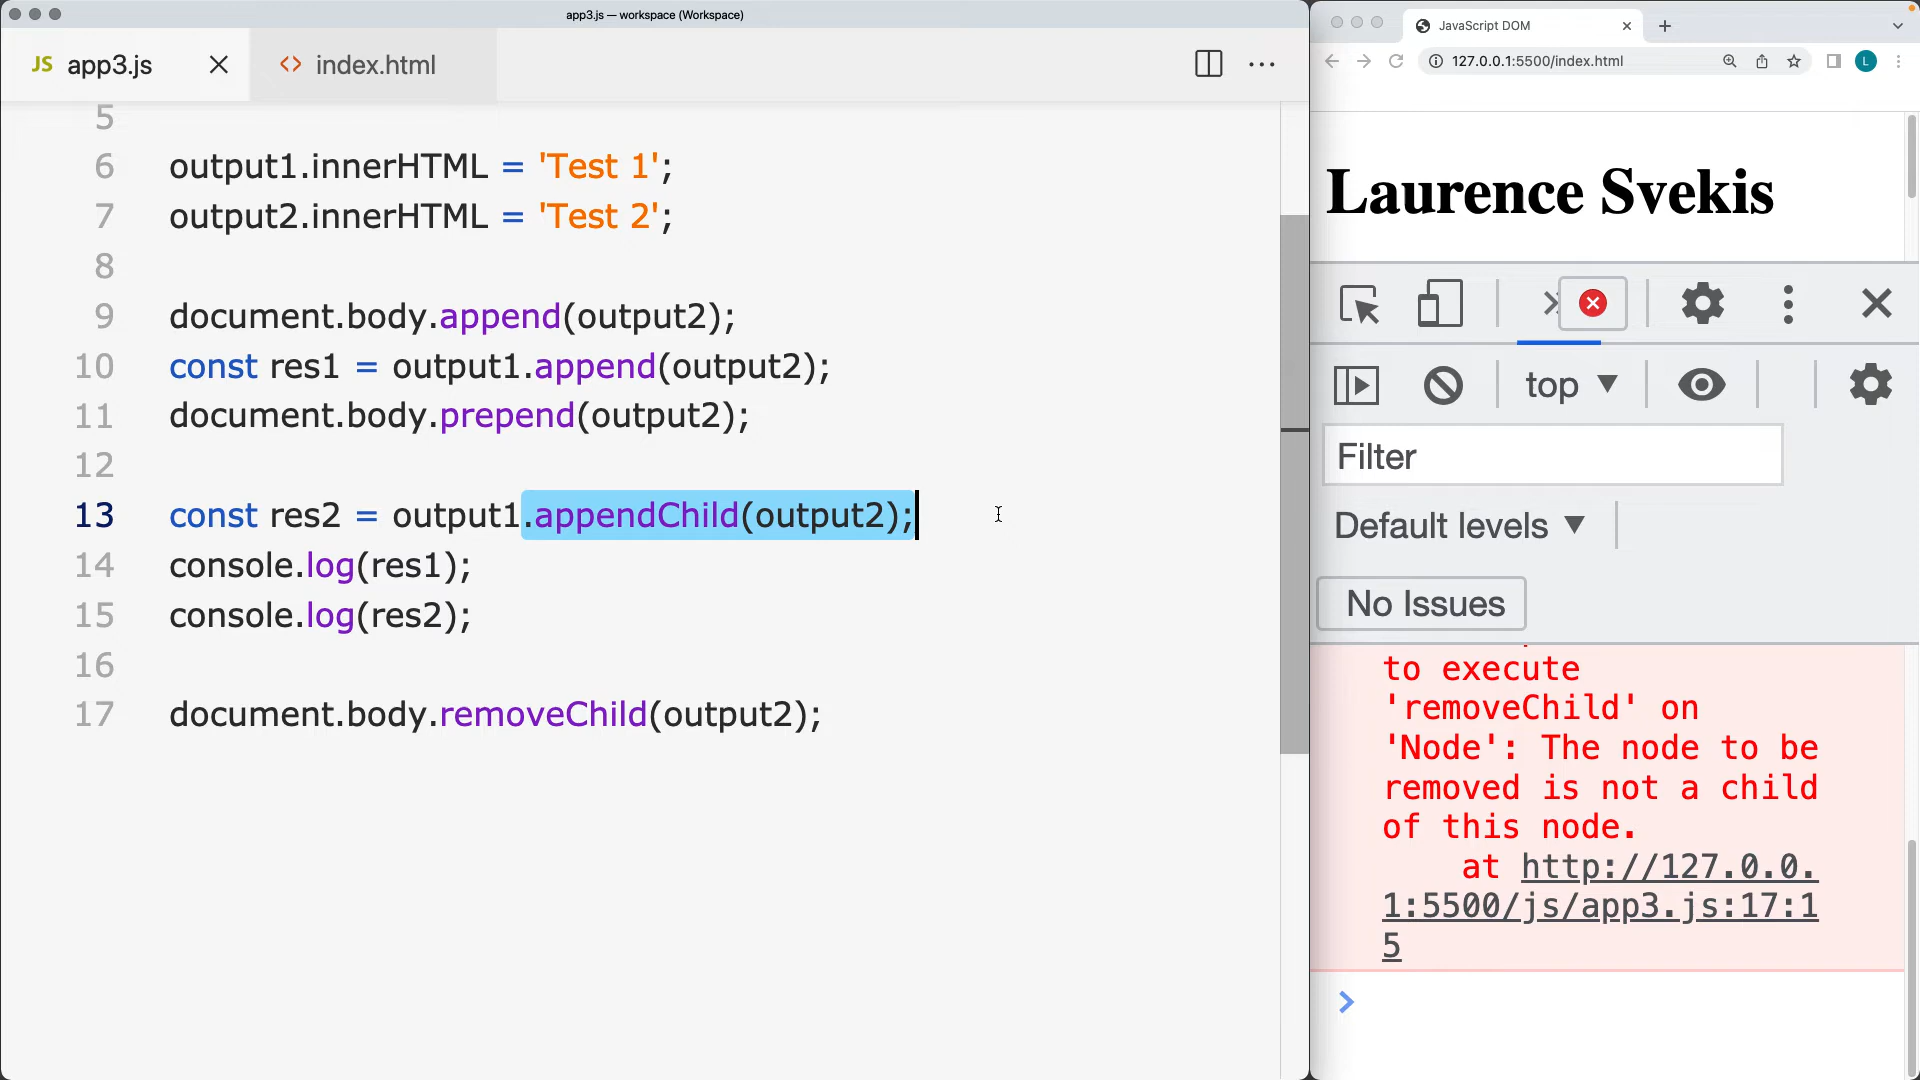 app3.js — workspace (Workspace)
JS app3.js
<> index.html
5
6 output1.innerHTML = 'Test 1';
7 output2.innerHTML = 'Test 2';
8
9 document.body.append(output2);
10 const res1 = output1.append(output2);
11 document.body.prepend(output2);
12
13 const res2 = output1.appendChild(output2);
14 console.log(res1);
15 console.log(res2);
16
17 document.body.removeChild(output2);
JavaScript DOM
127.0.0.1:5500/index.html
L
Laurence Svekis
top
Filter
Default levels
No Issues
to execute
'removeChild' on
'Node': The node to be
removed is not a child
of this node.
at http://127.0.0.
1:5500/js/app3.js:17:1
5